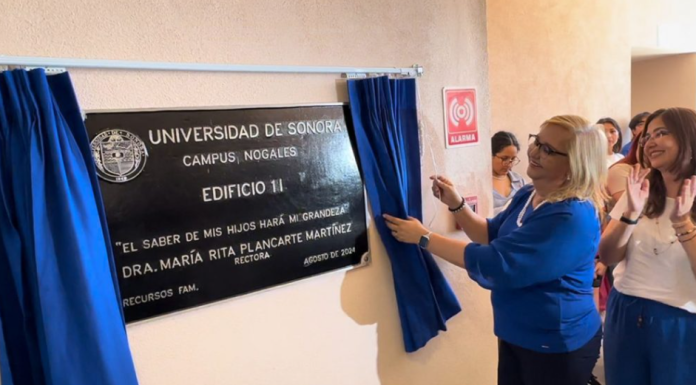 UNIVERSIDAD DE SONORA
CAMPUS NOGALES
EDIFICIO 11
"EL SABER DE MIS HIJOS HARÁ MI GRANDEZA"
DRA. MARÍA RITA PLANCARTE MARTÍNEZ
RECTORA
AGOSTO DE 2024
RECURSOS FAM.
ALARMA